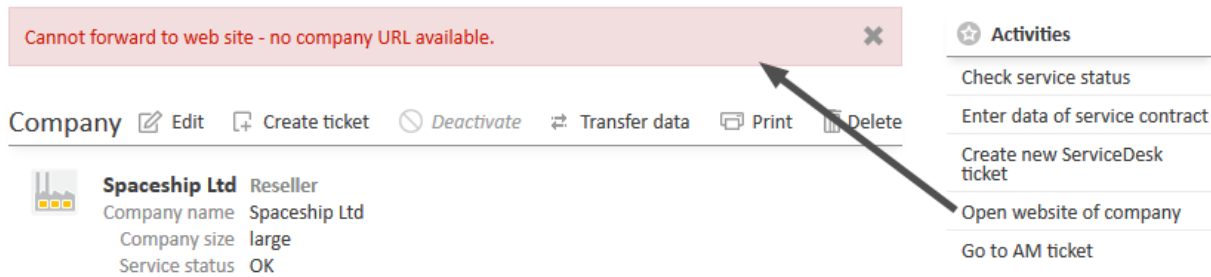 Cannot forward to web site - no company URL available.
Company Edit Create ticket Deactivate Transfer data Print Delete
Spaceship Ltd Reseller
Company name Spaceship Ltd
Company size large
Service status OK
Activities
Check service status
Enter data of service contract
Create new ServiceDesk
ticket
Open website of company
Go to AM ticket